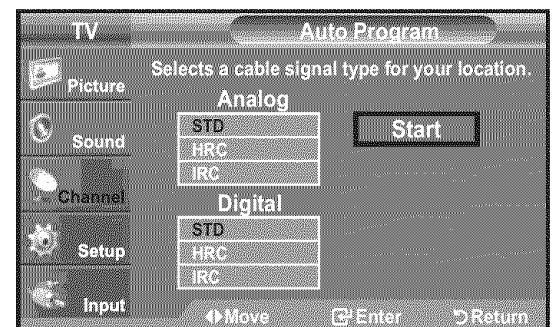 TV
Auto Program
Picture
Sound
Channel
Setup
Input
Selects a cable signal type for your location.
Analog
STD
HRC
IRC
Start
Digital
STD
HRC
IRC
Move
Enter
Return